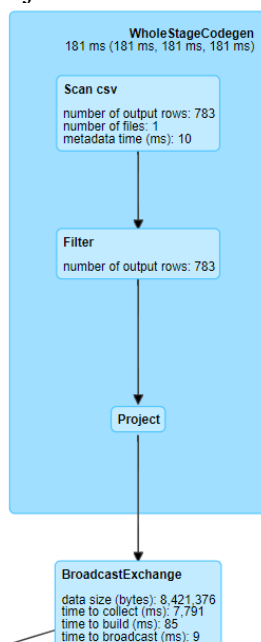 WholeStageCodegen
181 ms (181 ms, 181 ms, 181 ms)
Scan csv
number of output rows: 783
number of files: 1
metadata time (ms): 10
Filter
number of output rows: 783
Project
BroadcastExchange
data size (bytes): 8,421,376
time to collect (ms): 7,791
time to build (ms): 85
time to broadcast (ms): 9